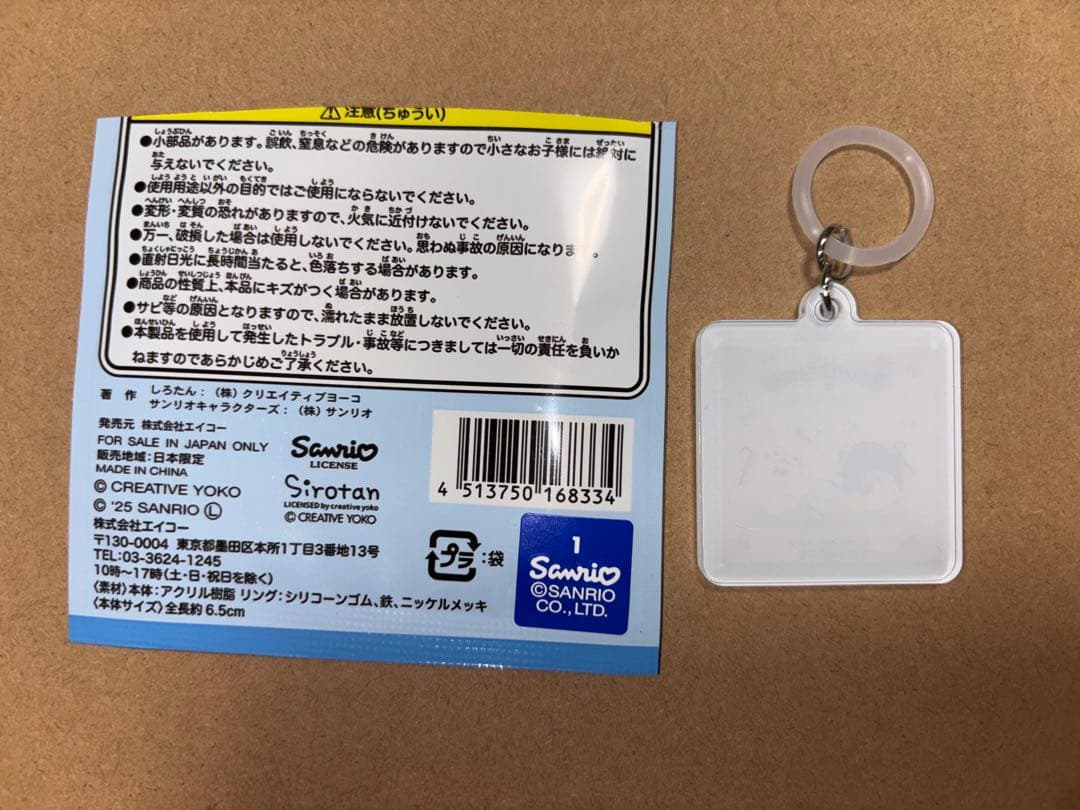 ⚠注意(ちゅうい)
●小部品があります。誤飲、窒息などの危険がありますので小さなお子様には絶対に
与えないでください。
●使用用途以外の目的ではご使用にならないでください。
●変形・変質の恐れがありますので、火気に近付けないでください。
●万一、破損した場合は使用しないでください。思わぬ事故の原因になります。
●直射日光に長時間当たると、色落ちする場合があります。
●商品の性質上、本品にキズがつく場合があります。
●サビ等の原因となりますので、濡れたまま放置しないでください。
●本製品を使用して発生したトラブル・事故等につきましては一切の責任を負いか
ねますのであらかじめご了承ください。
著作 しろたん:(株)クリエイティブヨーコ
サンリオキャラクターズ:(株)サンリオ
発売元 株式会社エイコー
FOR SALE IN JAPAN ONLY
販売地域:日本限定
MADE IN CHINA
© CREATIVE YOKO
© '25 SANRIO Ⓛ
Sanrio
LICENSE
Sirotan
LICENSED by creative yoko
© CREATIVE YOKO
4 513750 168334
株式会社エイコー
〒130-0004 東京都墨田区本所1丁目3番地13号
TEL:03-3624-1245
10時~17時(土・日・祝日を除く)
〈素材〉本体:アクリル樹脂 リング:シリコーンゴム、鉄、ニッケルメッキ
〈本体サイズ〉全長約6.5cm
プラ :袋
1
Sanrio
©SANRIO
CO., LTD.